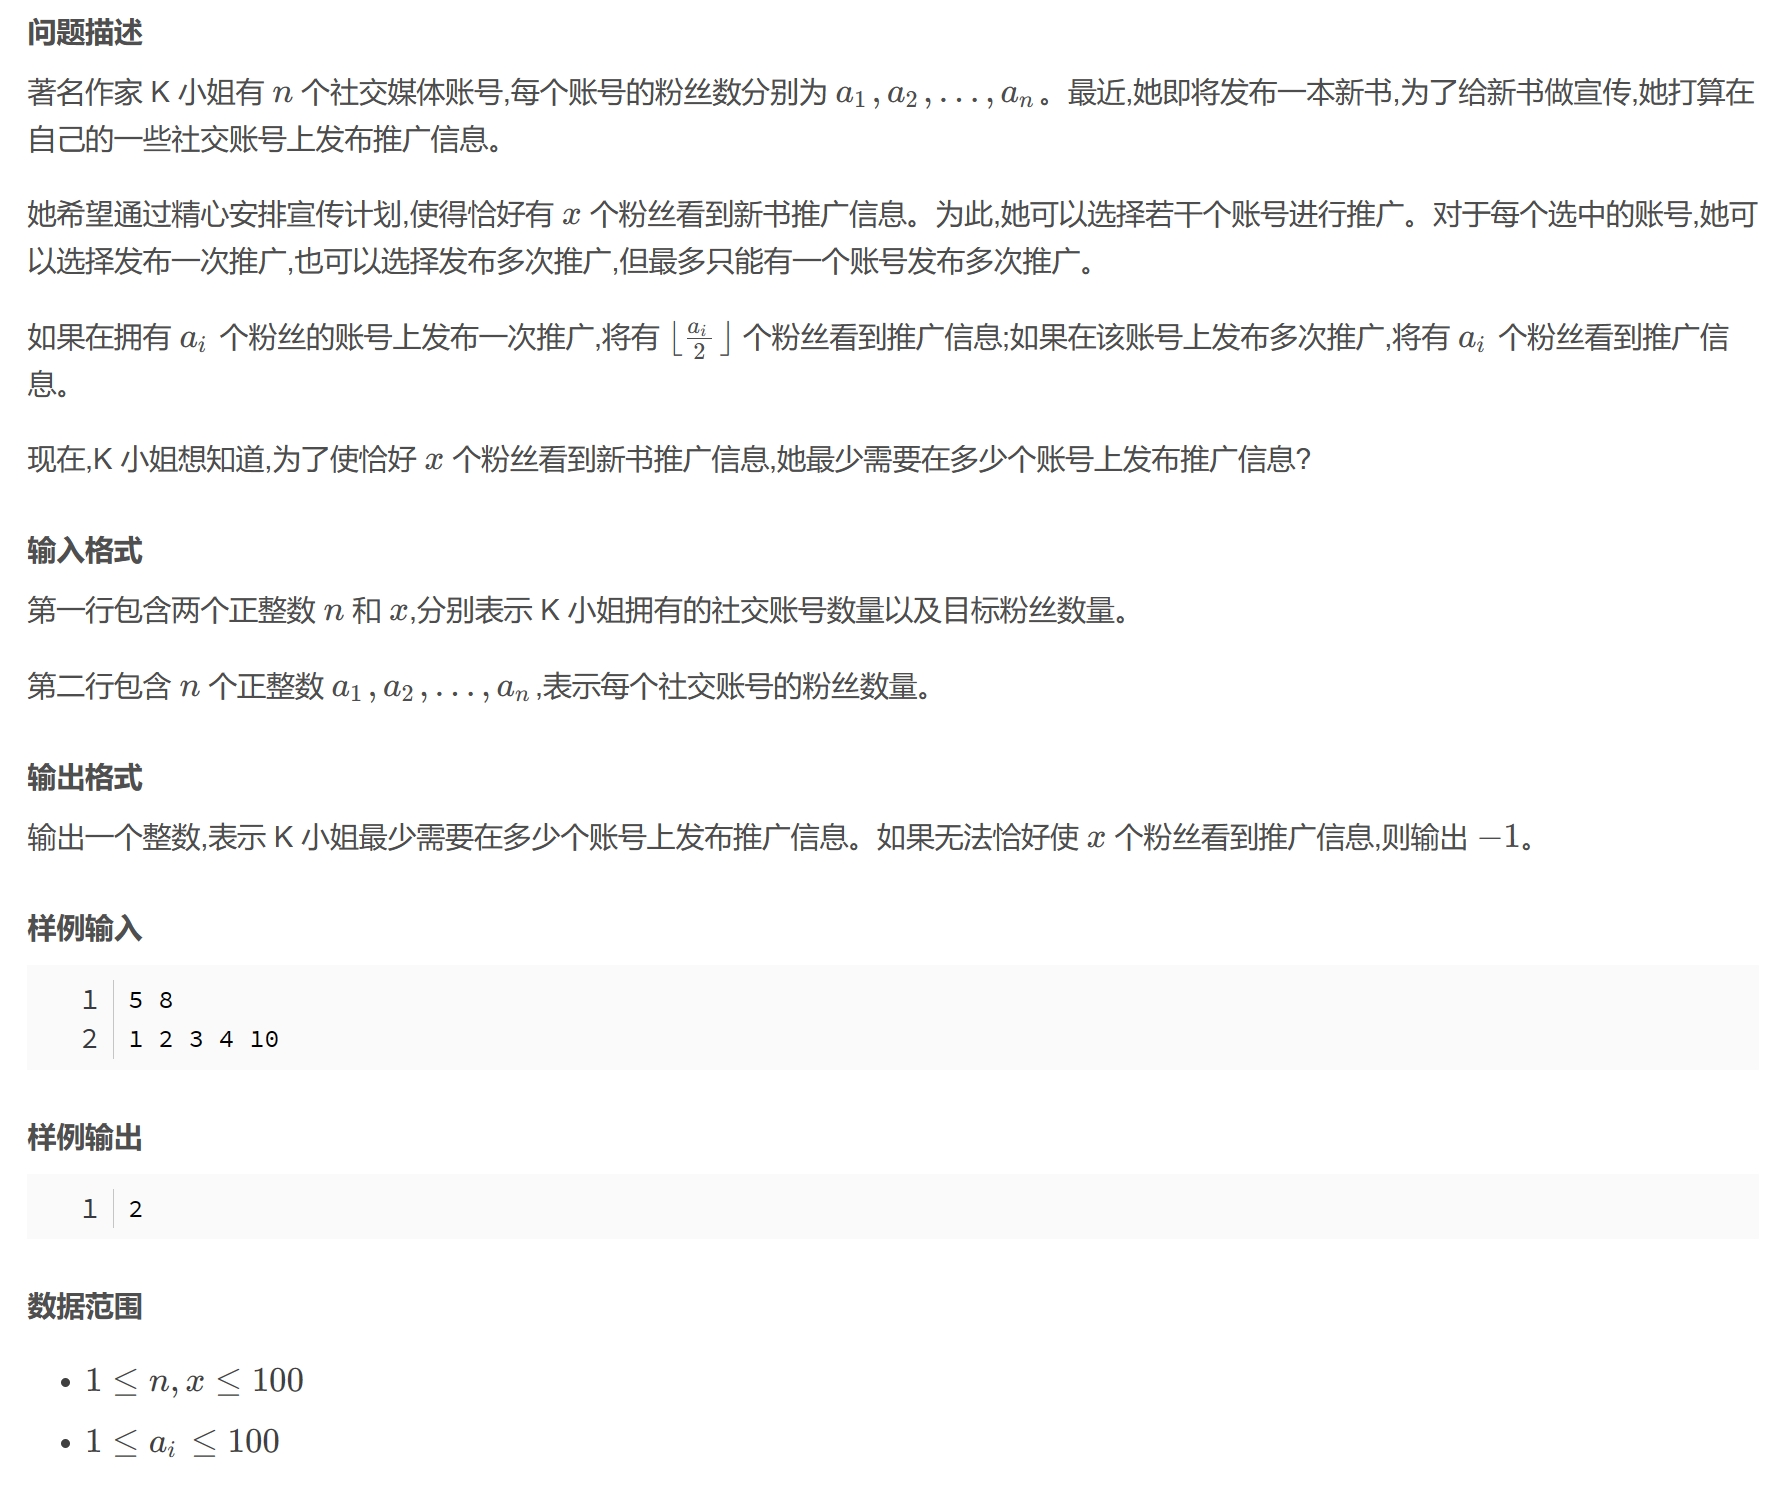 问题描述
著名作家 K 小姐有 n 个社交媒体账号,每个账号的粉丝数分别为 a₁, a₂, ..., aₙ。最近,她即将发布一本新书,为了给新书做宣传,她打算在
自己的一些社交账号上发布推广信息。
她希望通过精心安排宣传计划,使得恰好有 x 个粉丝看到新书推广信息。为此,她可以选择若干个账号进行推广。对于每个选中的账号,她可
以选择发布一次推广,也可以选择发布多次推广,但最多只能有一个账号发布多次推广。
如果在拥有 aᵢ 个粉丝的账号上发布一次推广,将有 ⌊aᵢ/2⌋ 个粉丝看到推广信息;如果在该账号上发布多次推广,将有 aᵢ 个粉丝看到推广信
息。
现在,K 小姐想知道,为了使恰好 x 个粉丝看到新书推广信息,她最少需要在多少个账号上发布推广信息?
输入格式
第一行包含两个正整数 n 和 x,分别表示 K 小姐拥有的社交账号数量以及目标粉丝数量。
第二行包含 n 个正整数 a₁, a₂, ..., aₙ,表示每个社交账号的粉丝数量。
输出格式
输出一个整数,表示 K 小姐最少需要在多少个账号上发布推广信息。如果无法恰好使 x 个粉丝看到推广信息,则输出 −1。
样例输入
1 5 8
2 1 2 3 4 10
样例输出
1 2
数据范围
• 1 ≤ n, x ≤ 100
• 1 ≤ aᵢ ≤ 100